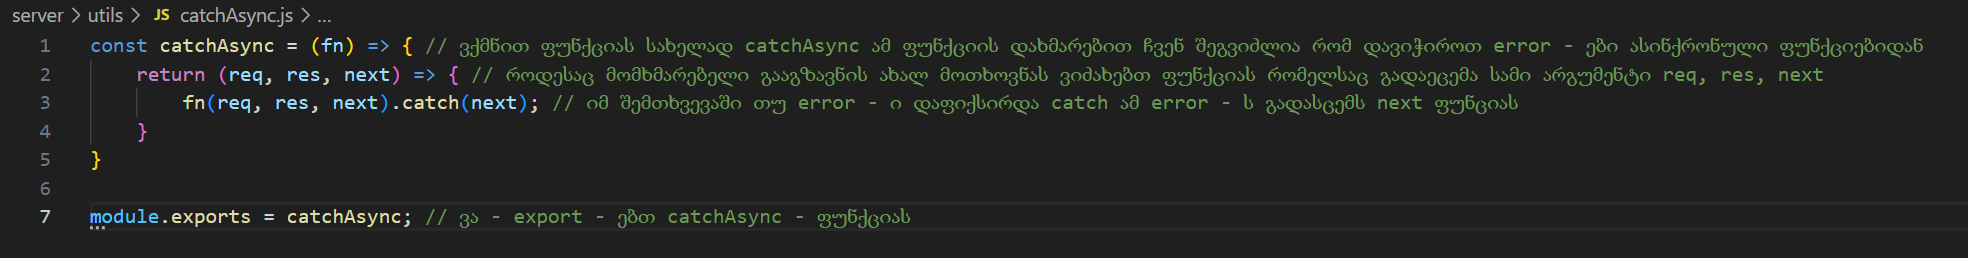 server > utils > JS catchAsync.js > ...
1 const catchAsync = (fn) => { // ვქმნით ფუნქციას სახელად catchAsync ამ ფუნქციის დახმარებით ჩვენ შეგვიძლია რომ დავიჭიროთ error - ები ასინქრონული ფუნქციებიდან
2 return (req, res, next) => { // როდესაც მომხმარებელი გააგზავნის ახალ მოთხოვნას ვიძახებთ ფუნქციას რომელსაც გადაეცემა სამი არგუმენტი req, res, next
3 fn(req, res, next).catch(next); // იმ შემთხვევაში თუ error - ი დაფიქსირდა catch ამ error - ს გადასცემს next ფუნციას
4 }
5 }
6
7 module.exports = catchAsync; // ვა - export - ებთ catchAsync - ფუნქციას